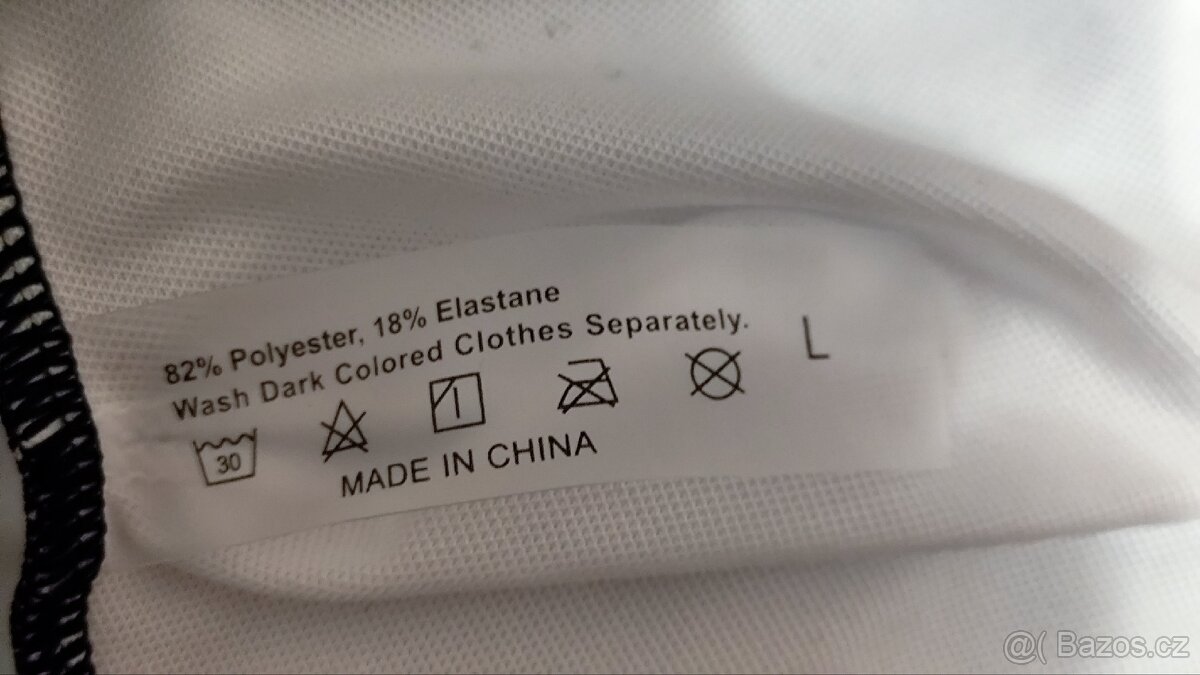 82% Polyester, 18% Elastane
Wash Dark Colored Clothes Separately.
30
L
MADE IN CHINA
@( Bazos.cz